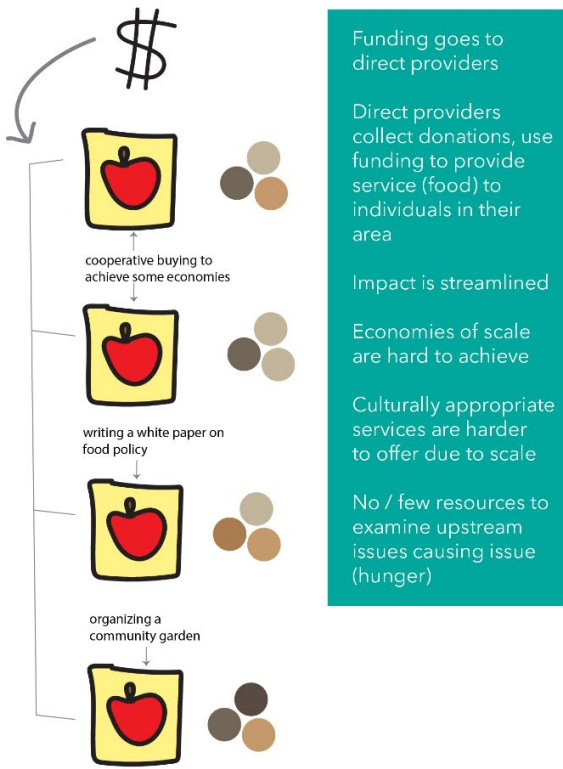 $
cooperative buying to
achieve some economies
writing a white paper on
food policy
organizing a
community garden
Funding goes to
direct providers
Direct providers
collect donations, use
funding to provide
service (food) to
individuals in their
area
Impact is streamlined
Economies of scale
are hard to achieve
Culturally appropriate
services are harder
to offer due to scale
No / few resources to
examine upstream
issues causing issue
(hunger)